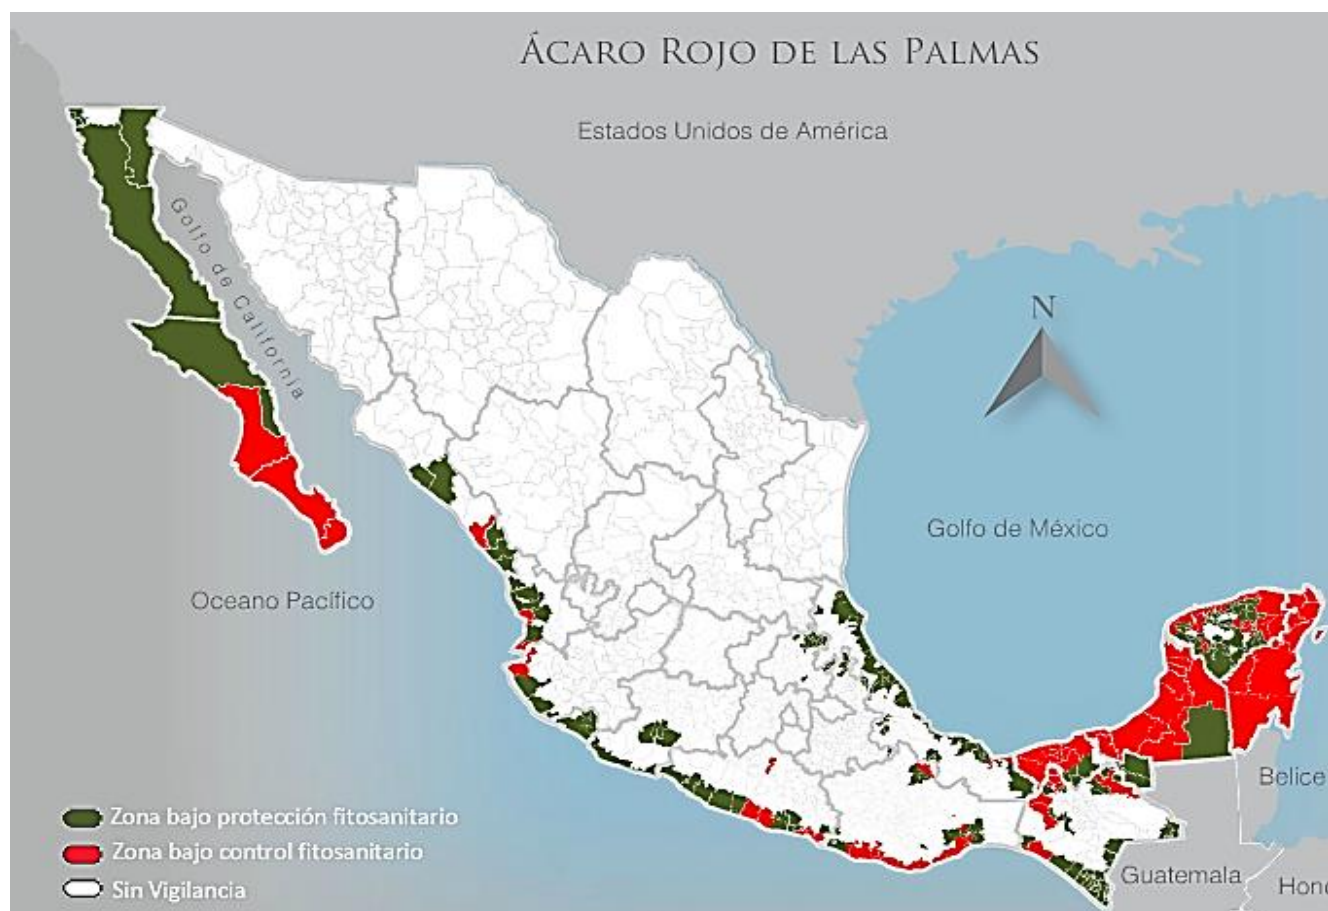 ÁCARO ROJO DE LAS PALMAS
Estados Unidos de América
Golfo de California
N
Golfo de México
Oceano Pacífico
Belice
Zona bajo protección fitosanitario
Zona bajo control fitosanitario
Sin Vigilancia
Guatemala
Hon